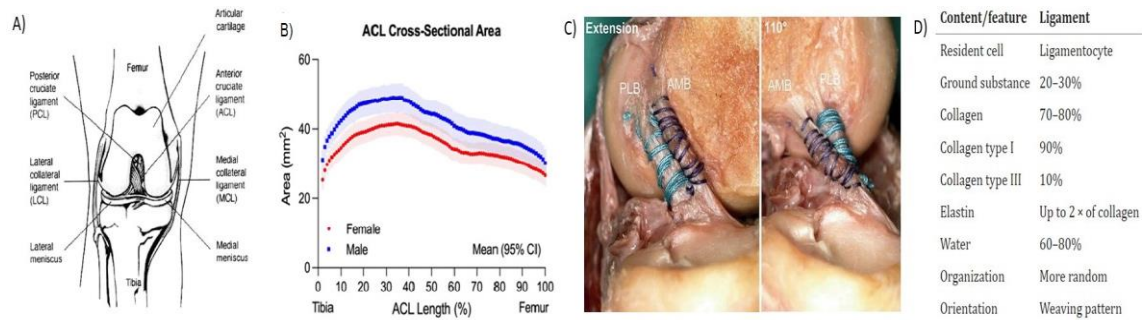 A)
Articular
cartilage
Femur
Posterior
cruciate
ligament
(PCL)
Anterior
cruciate
ligament
(ACL)
Lateral
collateral
ligament
(LCL)
Medial
collateral
ligament
(MCL)
Lateral
meniscus
Medial
meniscus
Tibia
B)
ACL Cross-Sectional Area
Area (mm²)
60
40
20
0
Female
Male
Mean (95% CI)
0 10 20 30 40 50 60 70 80 90 100
Tibia ACL Length (%) Femur
C)
Extension
PLB AMB
110°
AMB PLB
D)
Content/feature Ligament
Resident cell Ligamentocyte
Ground substance 20–30%
Collagen 70–80%
Collagen type I 90%
Collagen type III 10%
Elastin Up to 2 × of collagen
Water 60–80%
Organization More random
Orientation Weaving pattern